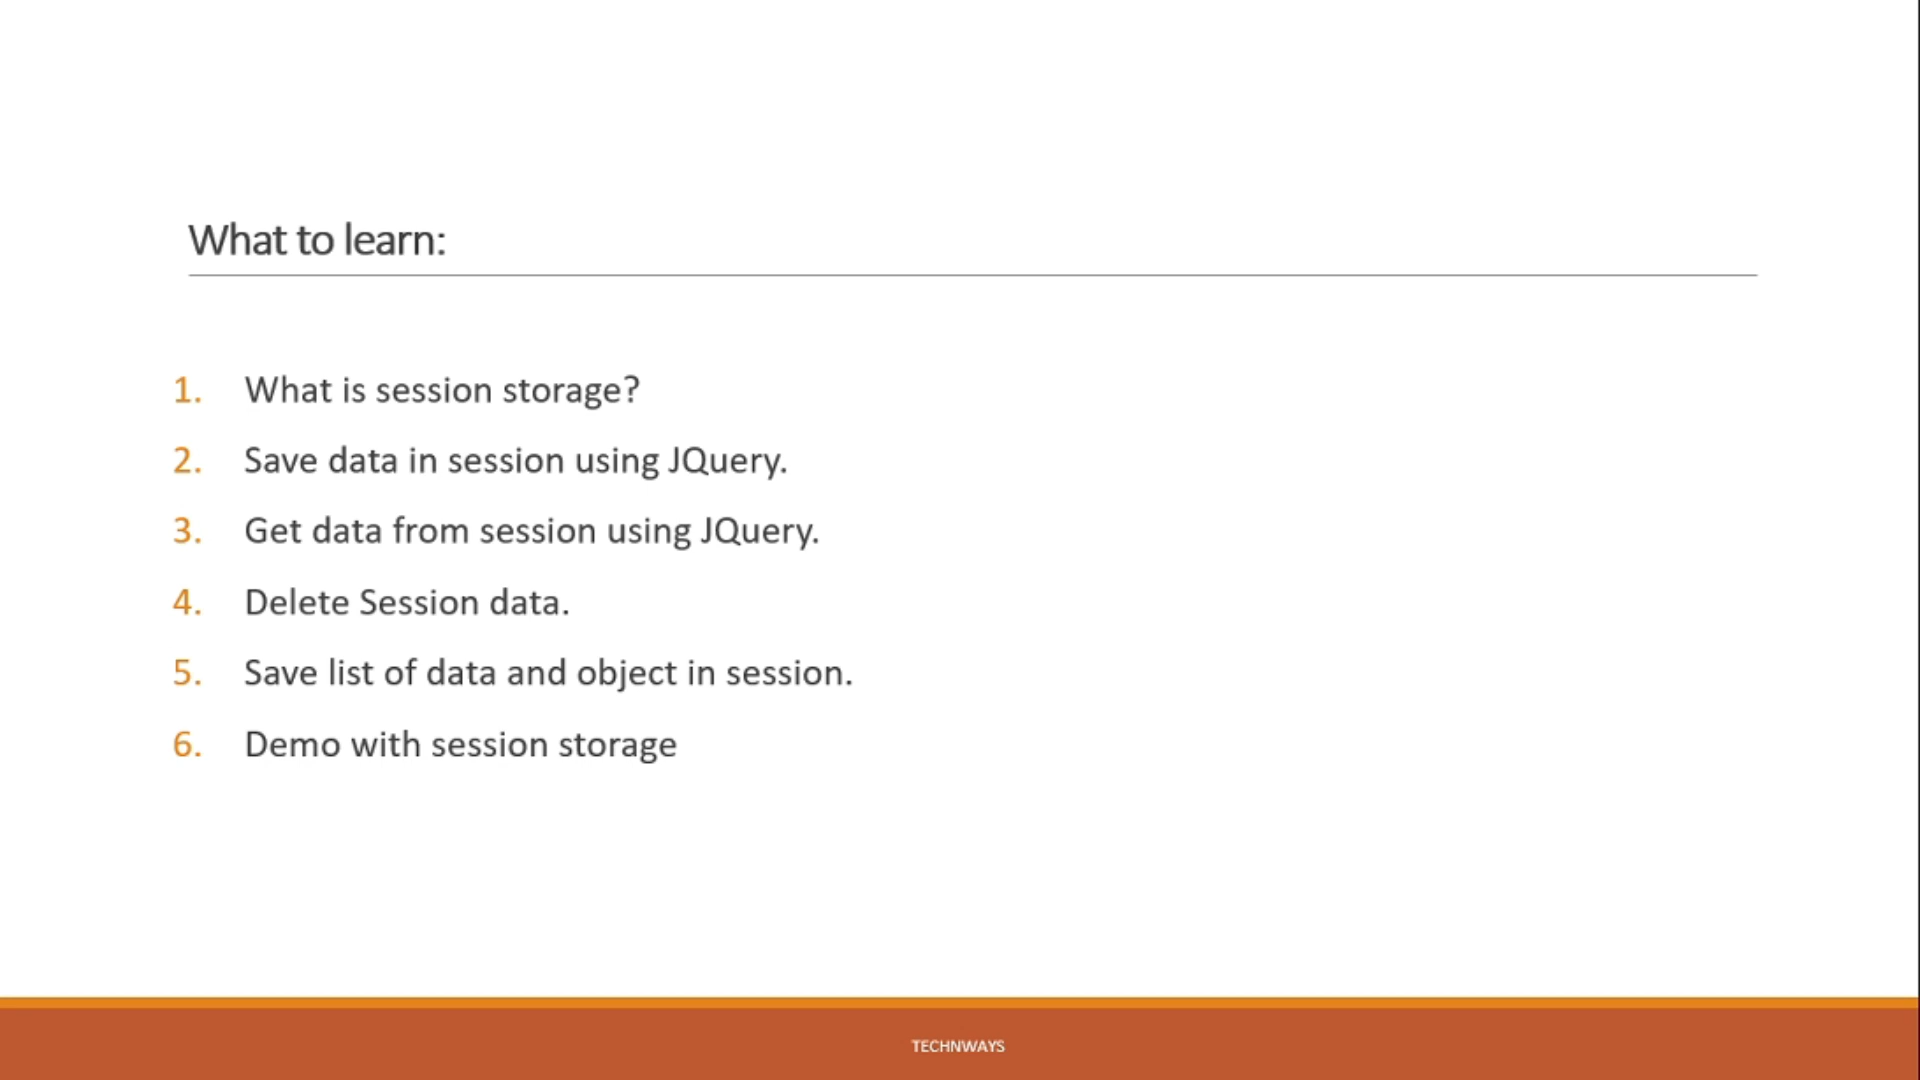 What to learn:
1. What is session storage?
2. Save data in session using JQuery.
3. Get data from session using JQuery.
4. Delete Session data.
5. Save list of data and object in session.
6. Demo with session storage
TECHNWAYS